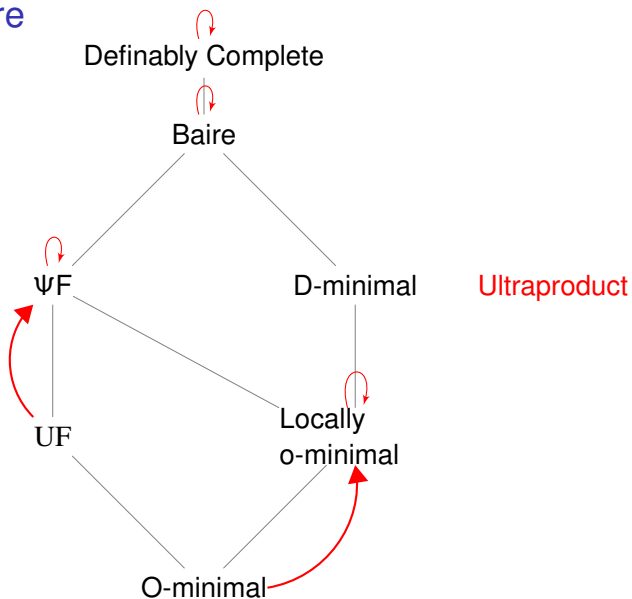 re
Definably Complete
Baire
ΨF
D-minimal
Ultraproduct
UF
Locally
o-minimal
O-minimal